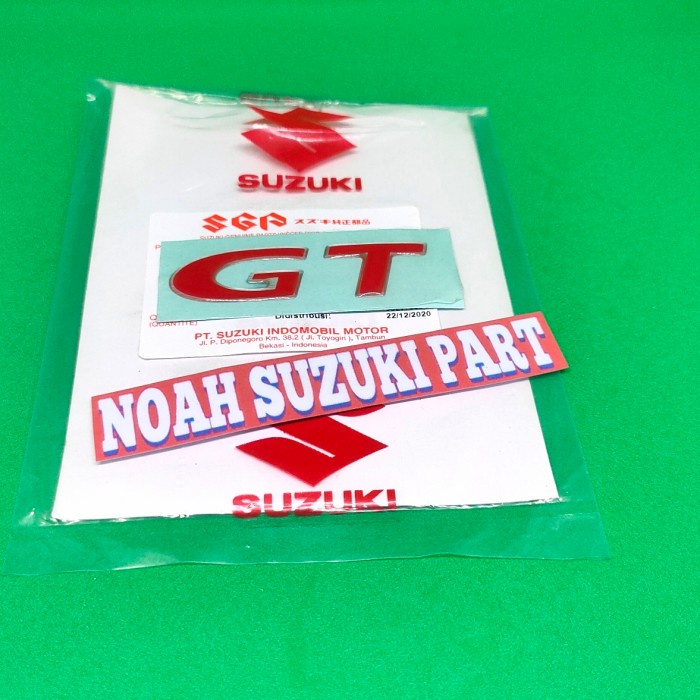 SUZUKI
SGP スズキ純正部品
GT
(QUANTITE)
Didistribusi: 22/12/2020
PT. SUZUKI INDOMOBIL MOTOR
Jl. P. Diponegoro Km. 38.2 ( Jl. Toyogiri ), Tambun
Bekasi - Indonesia
NOAH SUZUKI PART
SUZUKI